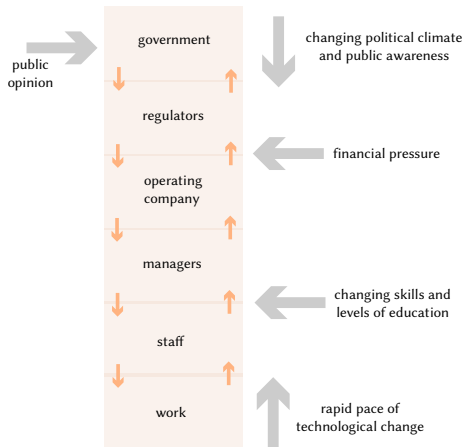 government
public
opinion
changing political climate
and public awareness
regulators
financial pressure
operating
company
managers
changing skills and
levels of education
staff
work
rapid pace of
technological change